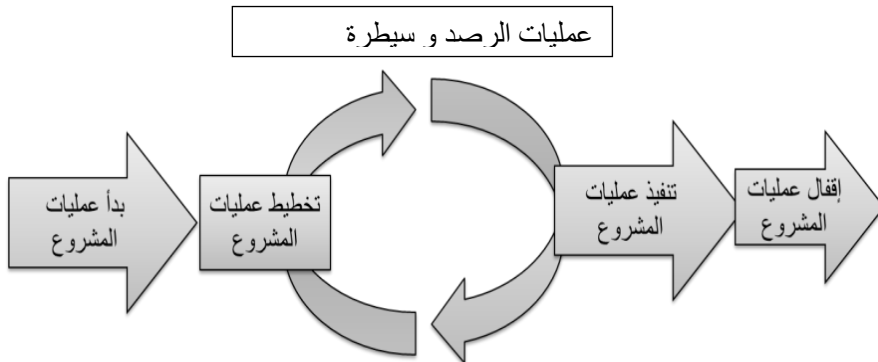 عمليات الرصد و سيطرة
بدأ عمليات
المشروع
تخطيط عمليات
المشروع
تنفيذ عمليات
المشروع
إقفال عمليات
المشروع